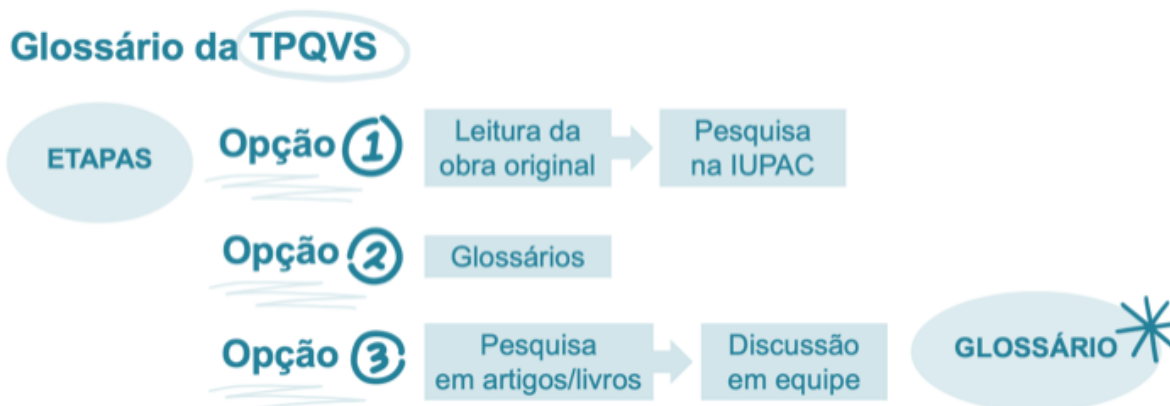 Glossário da TPQVS
ETAPAS
Opção 1
Leitura da
obra original
Pesquisa
na IUPAC
Opção 2
Glossários
Opção 3
Pesquisa
em artigos/livros
Discussão
em equipe
GLOSSÁRIO